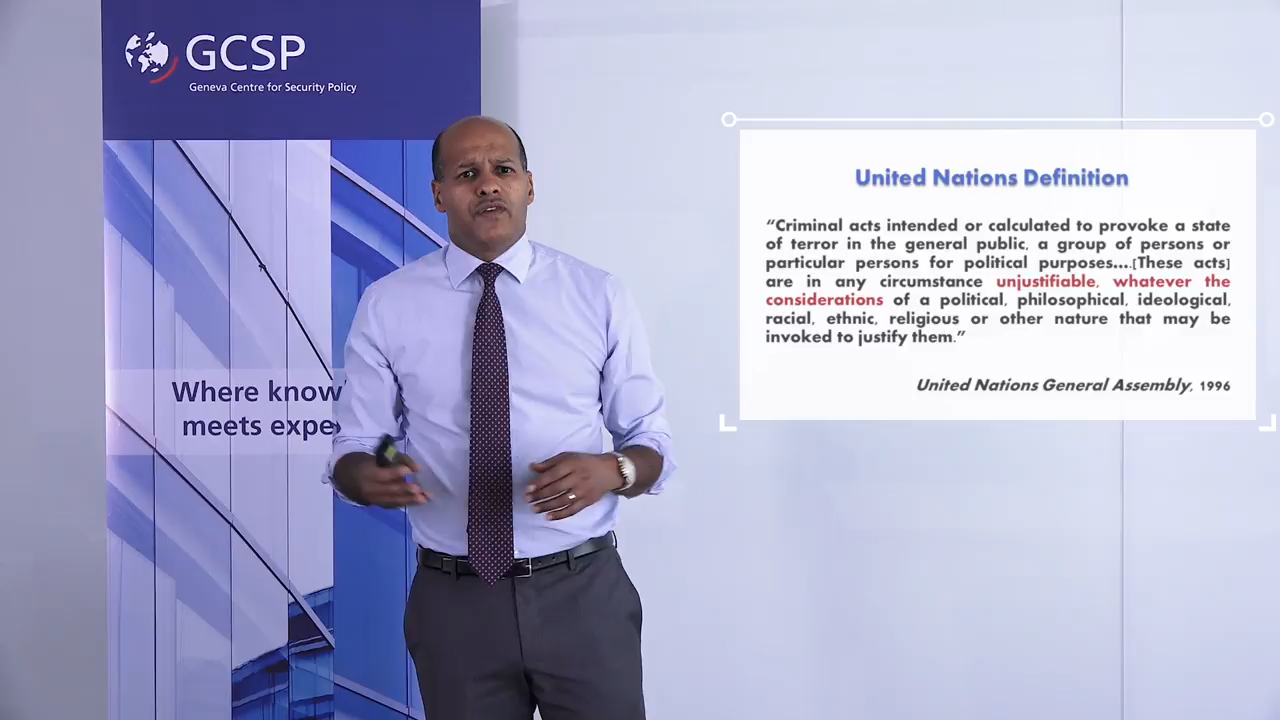 GCSP
Geneva Centre for Security Policy
Where know
meets expe
United Nations Definition
“Criminal acts intended or calculated to provoke a state
of terror in the general public, a group of persons or
particular persons for political purposes....[These acts]
are in any circumstance unjustifiable, whatever the
considerations of a political, philosophical, ideological,
racial, ethnic, religious or other nature that may be
invoked to justify them.”
United Nations General Assembly, 1996